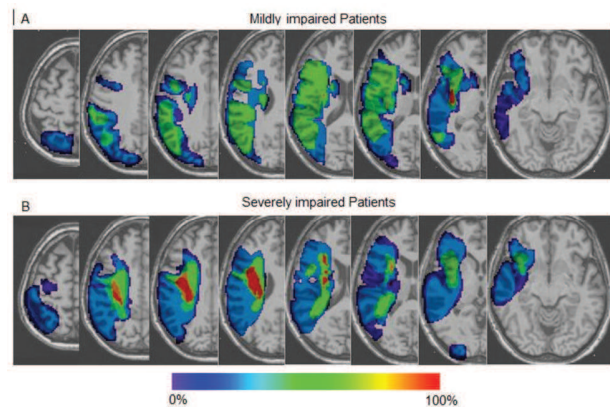 A
Mildly impaired Patients
B
Severely impaired Patients
0%
100%